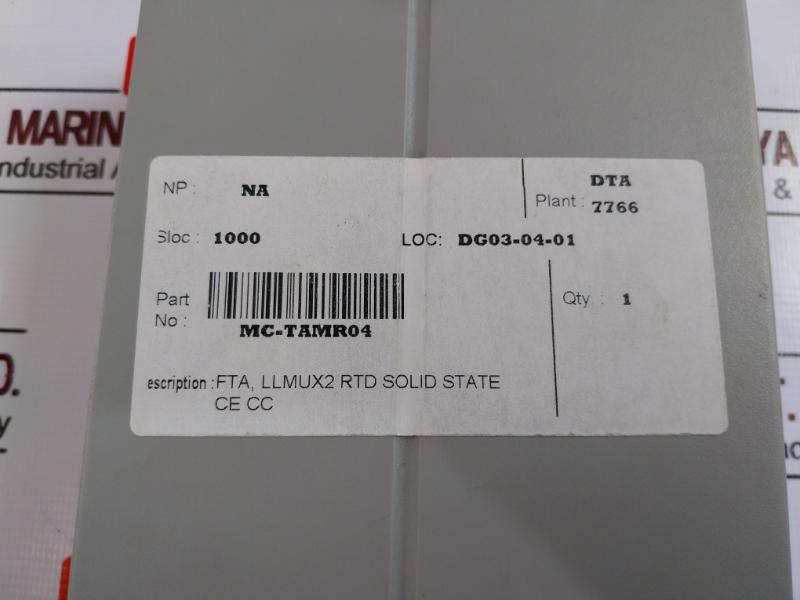 MARIN
ndustrial A
YA
&
NP : NA
DTA
Plant : 7766
Sloc : 1000
LOC: DG03-04-01
Part No :
MC-TAMR04
Qty : 1
escription : FTA, LLMUX2 RTD SOLID STATE
CE CC